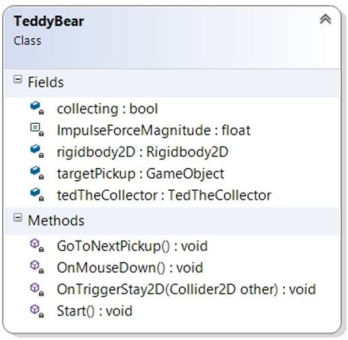 TeddyBear
Class
Fields
collecting : bool
ImpulseForceMagnitude : float
rigidbody2D : Rigidbody2D
targetPickup : GameObject
tedTheCollector : TedTheCollector
Methods
GoToNextPickup() : void
OnMouseDown() : void
OnTriggerStay2D(Collider2D other) : void
Start() : void